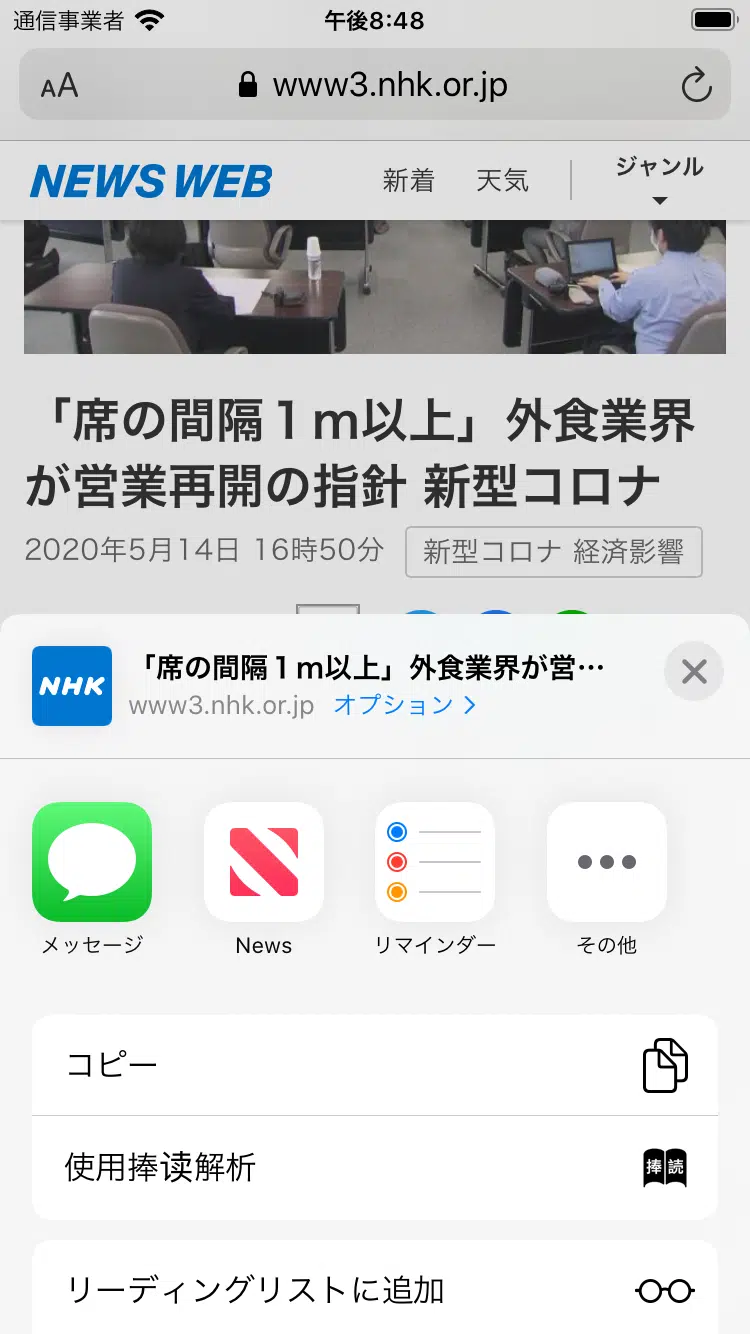 通信事業者 午後8:48
AA www3.nhk.or.jp
NEWS WEB 新着 天気 ジャンル
「席の間隔１ｍ以上」外食業界
が営業再開の指針 新型コロナ
2020年5月14日 16時50分 新型コロナ 経済影響
NHK
「席の間隔１ｍ以上」外食業界が営…
www3.nhk.or.jp オプション
メッセージ News リマインダー その他
コピー
使用捧读解析 捧読
リーディングリストに追加